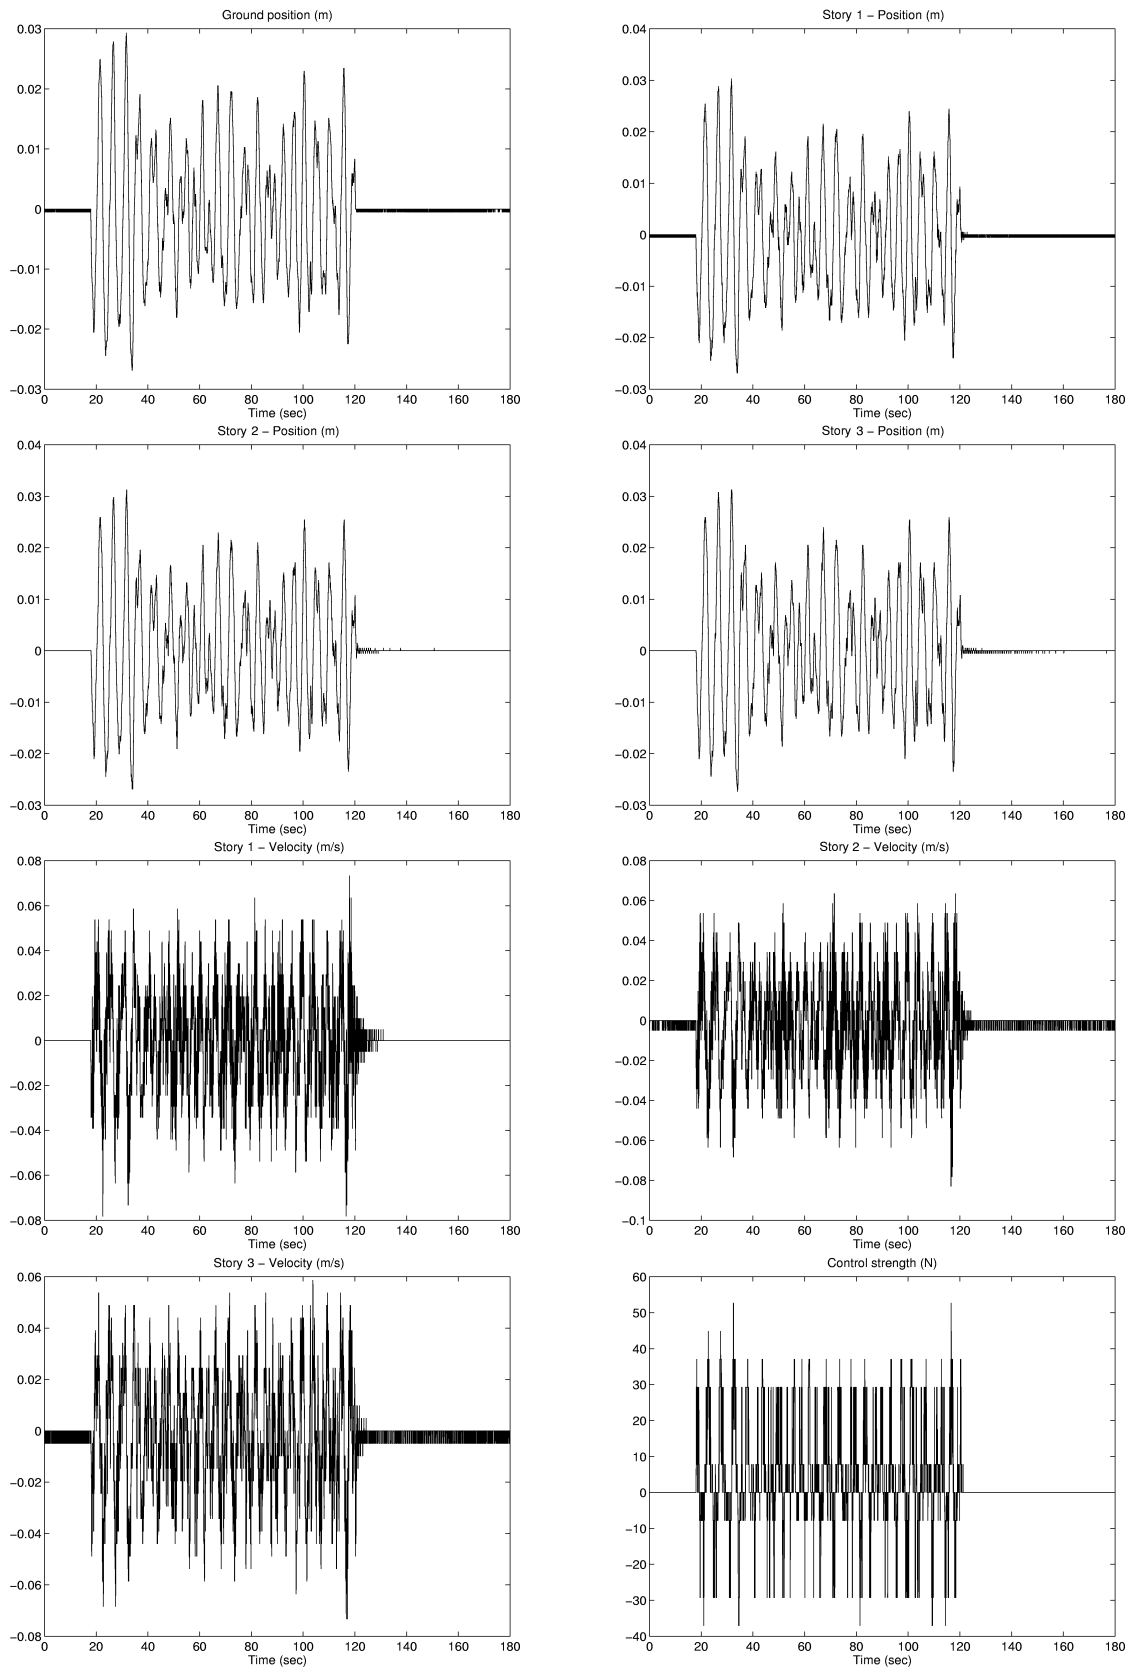 Ground position (m)
0.03
0.02
0.01
0
−0.01
−0.02
−0.03
0 20 40 60 80 100 120 140 160 180
Time (sec)
Story 1 − Position (m)
0.04
0.03
0.02
0.01
0
−0.01
−0.02
−0.03
0 20 40 60 80 100 120 140 160 180
Time (sec)
Story 2 − Position (m)
0.04
0.03
0.02
0.01
0
−0.01
−0.02
−0.03
0 20 40 60 80 100 120 140 160 180
Time (sec)
Story 3 − Position (m)
0.04
0.03
0.02
0.01
0
−0.01
−0.02
−0.03
0 20 40 60 80 100 120 140 160 180
Time (sec)
Story 1 − Velocity (m/s)
0.08
0.06
0.04
0.02
0
−0.02
−0.04
−0.06
−0.08
0 20 40 60 80 100 120 140 160 180
Time (sec)
Story 2 − Velocity (m/s)
0.08
0.06
0.04
0.02
0
−0.02
−0.04
−0.06
−0.08
−0.1
0 20 40 60 80 100 120 140 160 180
Time (sec)
Story 3 − Velocity (m/s)
0.06
0.04
0.02
0
−0.02
−0.04
−0.06
−0.08
0 20 40 60 80 100 120 140 160 180
Time (sec)
Control strength (N)
60
50
40
30
20
10
0
−10
−20
−30
−40
0 20 40 60 80 100 120 140 160 180
Time (sec)